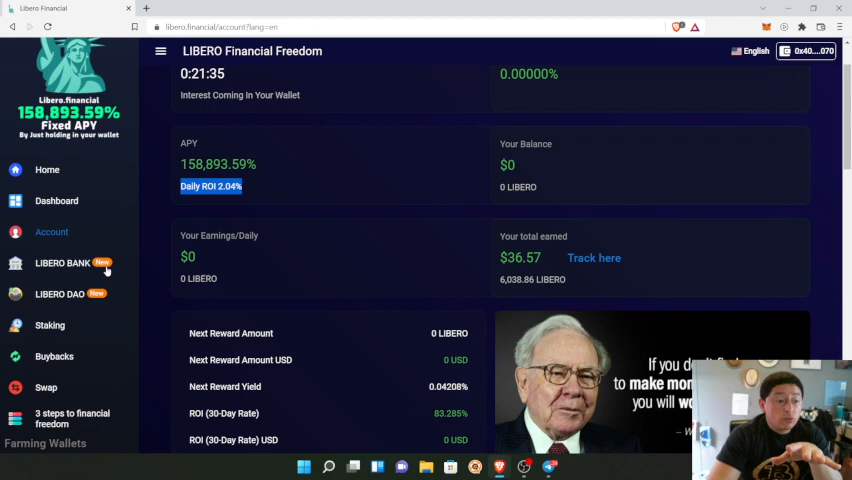 Libero Financial
libero.financial/account?lang=en
LIBERO Financial Freedom
English
0x40....070
Libero.financial
158,893.59%
Fixed APY
By Just holding in your wallet
Home
Dashboard
Account
LIBERO BANK New
LIBERO DAO New
Staking
Buybacks
Swap
3 steps to financial
freedom
Farming Wallets
0:21:35
Interest Coming In Your Wallet
0.00000%
APY
158,893.59%
Daily ROI 2.04%
Your Balance
$0
0 LIBERO
Your Earnings/Daily
$0
0 LIBERO
Your total earned
$36.57 Track here
6,038.86 LIBERO
Next Reward Amount 0 LIBERO
Next Reward Amount USD 0 USD
Next Reward Yield 0.04208%
ROI (30-Day Rate) 83.285%
ROI (30-Day Rate) USD 0 USD
If you
to make mon
you will